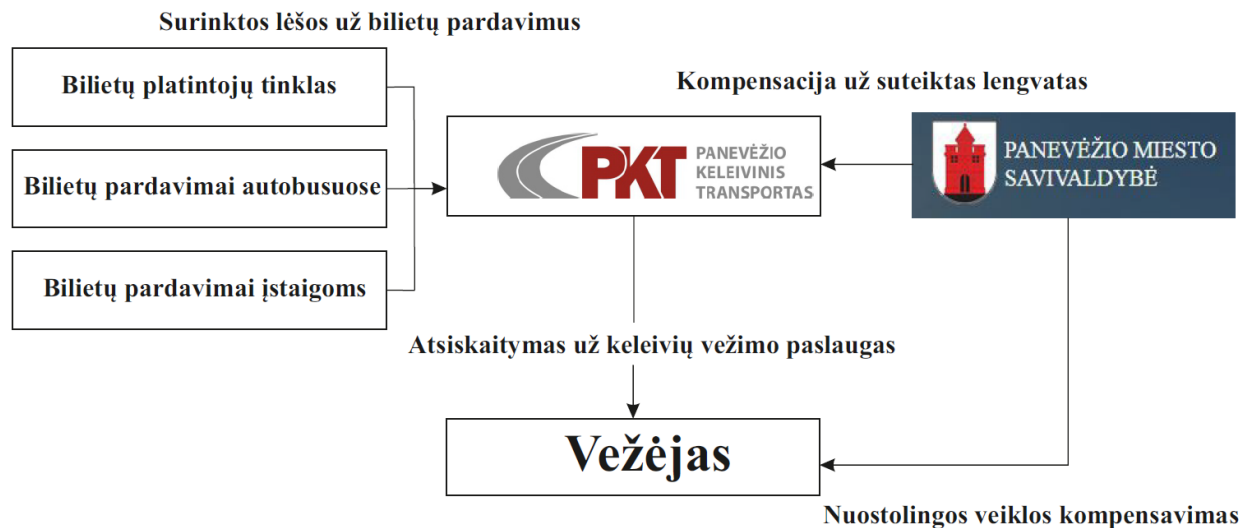 Surinktos lėšos už bilietų pardavimus
Bilietų platintojų tinklas
Bilietų pardavimai autobusuose
Bilietų pardavimai įstaigoms
Kompensacija už suteiktas lengvatas
PKT
PANEVĖŽIO
KELEIVINIS
TRANSPORTAS
PANEVĖŽIO MIESTO
SAVIVALDYBĖ
Atsiskaitymas už keleivių vežimo paslaugas
Vežėjas
Nuostolingos veiklos kompensavimas